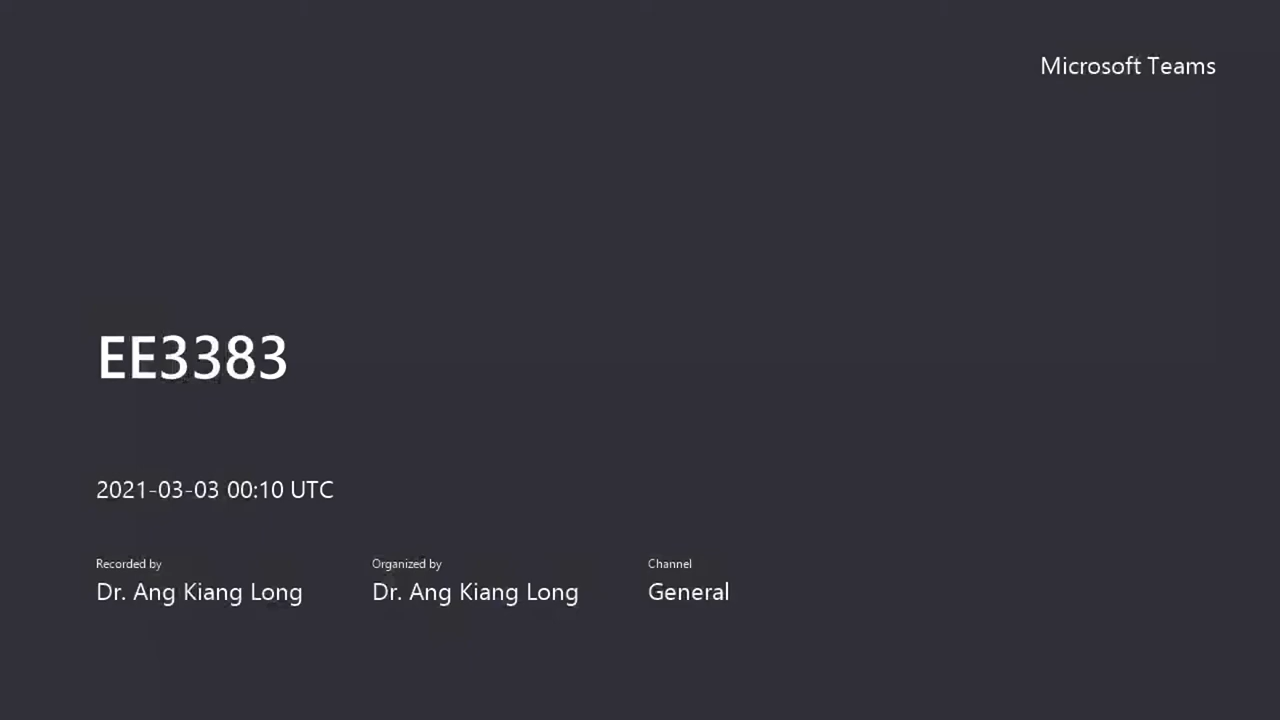 Microsoft Teams
EE3383
2021-03-03 00:10 UTC
Recorded by
Dr. Ang Kiang Long
Organized by
Dr. Ang Kiang Long
Channel
General